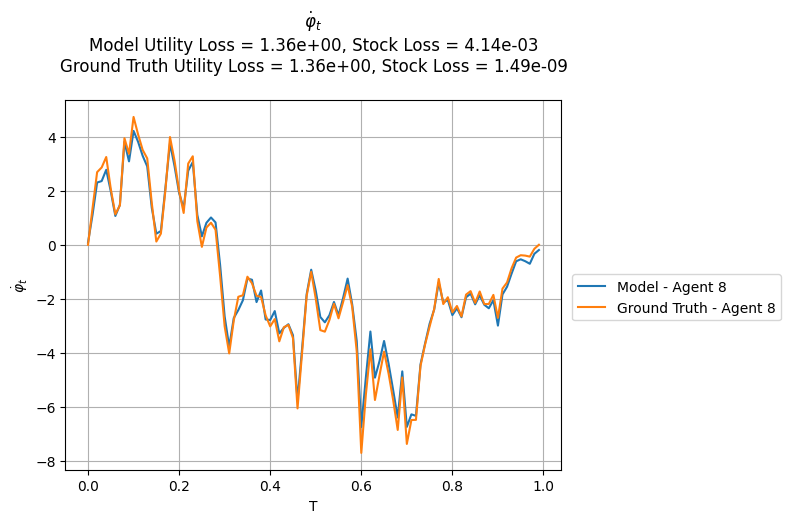 φ̇_t
Model Utility Loss = 1.36e+00, Stock Loss = 4.14e-03
Ground Truth Utility Loss = 1.36e+00, Stock Loss = 1.49e-09
4
2
0
−2
−4
−6
−8
φ̇_t
0.0 0.2 0.4 0.6 0.8 1.0
T
Model - Agent 8
Ground Truth - Agent 8